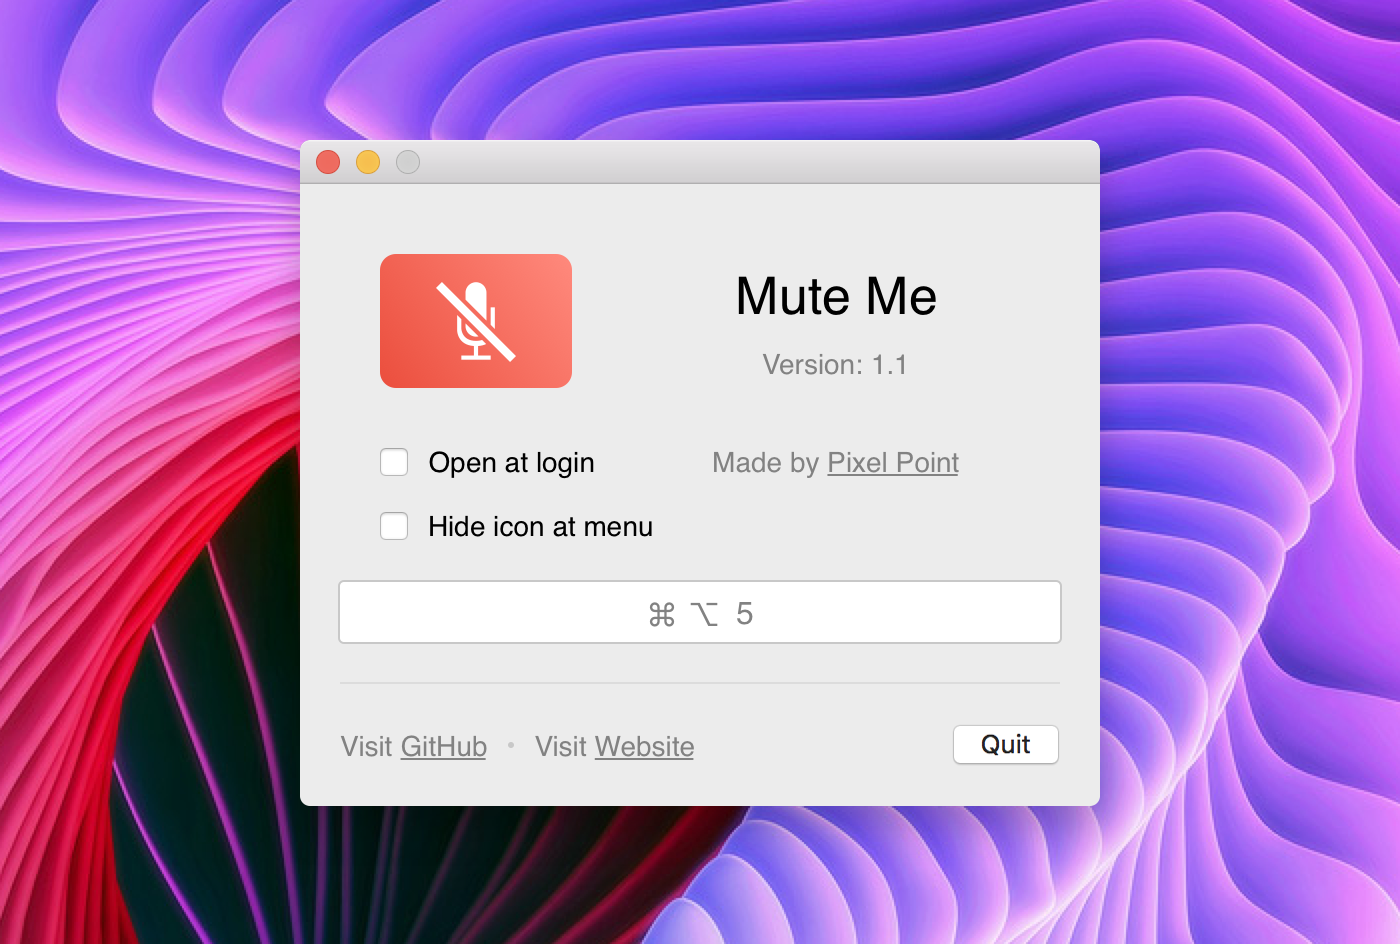 Mute Me
Version: 1.1
Open at login
Made by Pixel Point
Hide icon at menu
⌘ ⌥ 5
Visit GitHub • Visit Website
Quit